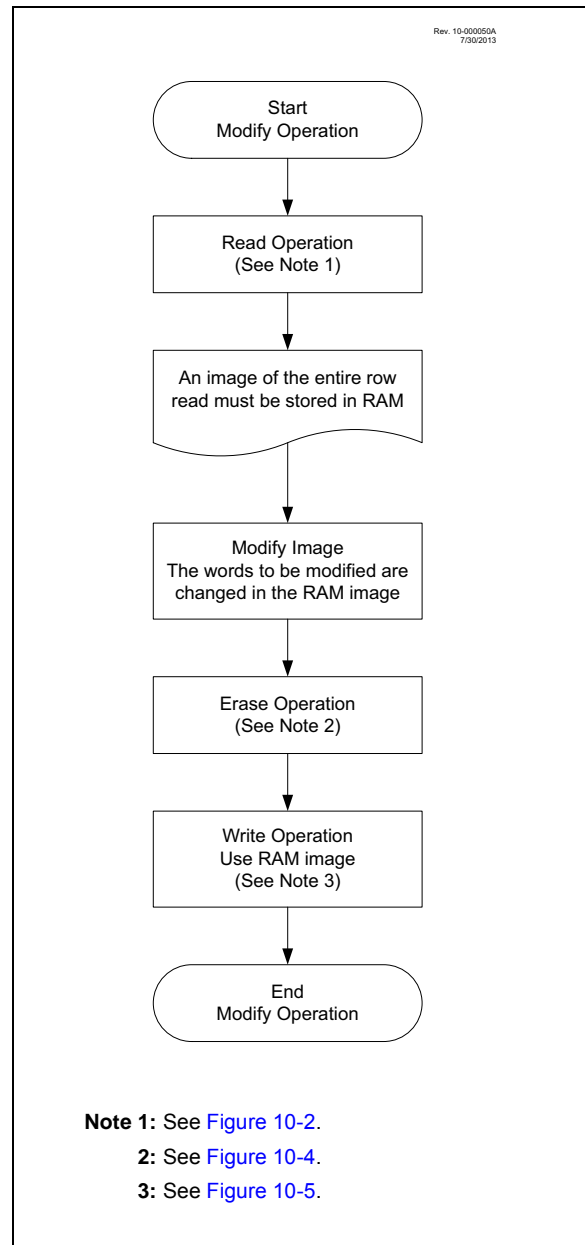 Rev. 10-000050A
7/30/2013
Start
Modify Operation
Read Operation
(See Note 1)
An image of the entire row
read must be stored in RAM
Modify Image
The words to be modified are
changed in the RAM image
Erase Operation
(See Note 2)
Write Operation
Use RAM image
(See Note 3)
End
Modify Operation
Note 1: See Figure 10-2.
2: See Figure 10-4.
3: See Figure 10-5.